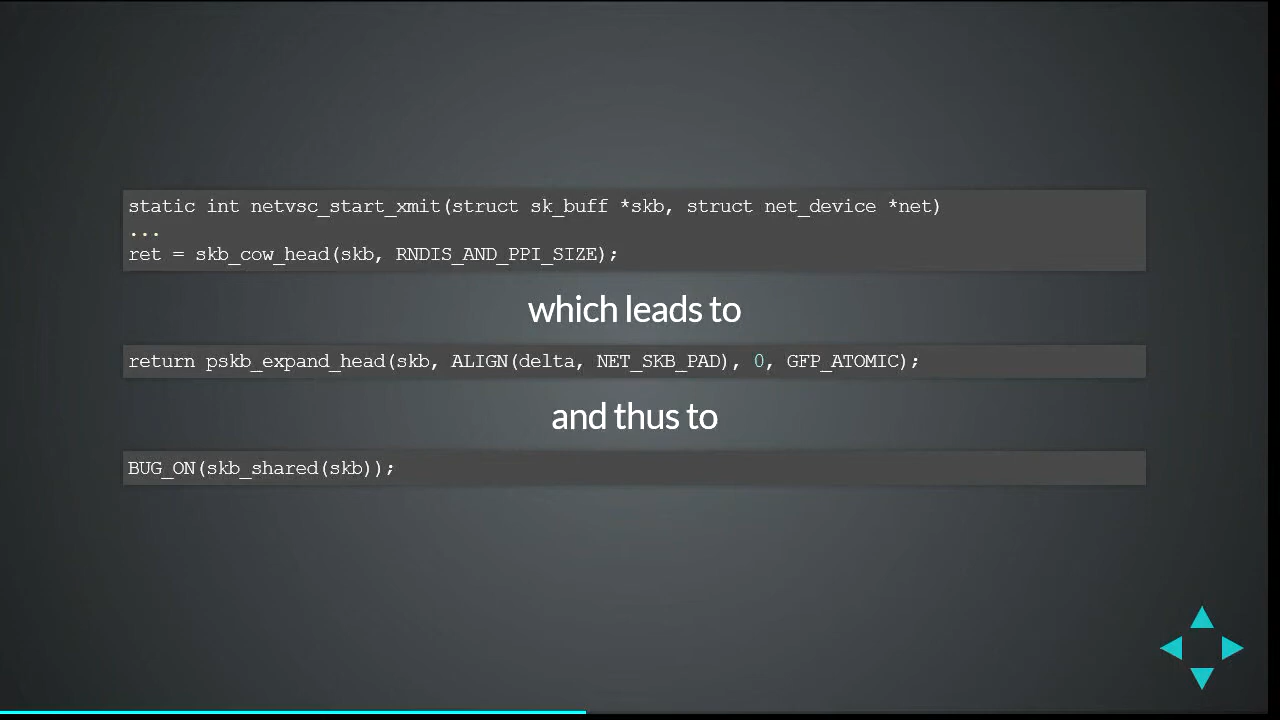 static int netvsc_start_xmit(struct sk_buff *skb, struct net_device *net)
...
ret = skb_cow_head(skb, RNDIS_AND_PPI_SIZE);
which leads to
return pskb_expand_head(skb, ALIGN(delta, NET_SKB_PAD), 0, GFP_ATOMIC);
and thus to
BUG_ON(skb_shared(skb));